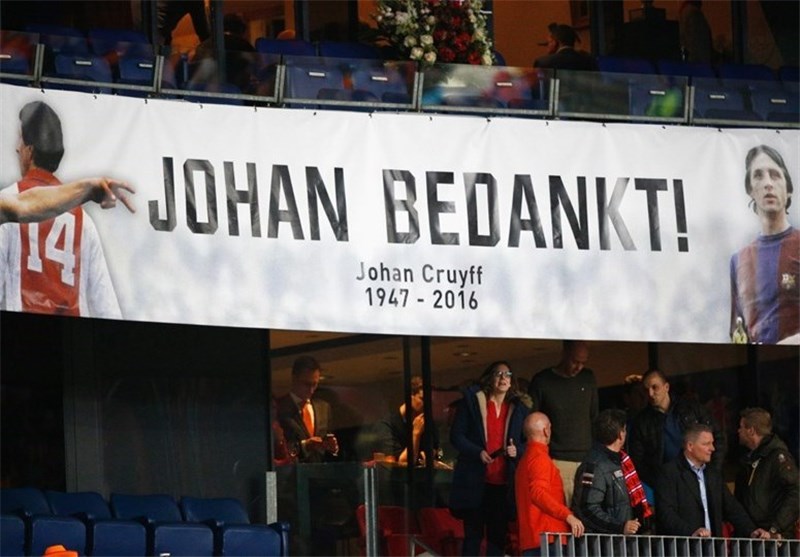 14
JOHAN BEDANKT!
Johan Cruyff
1947 - 2016